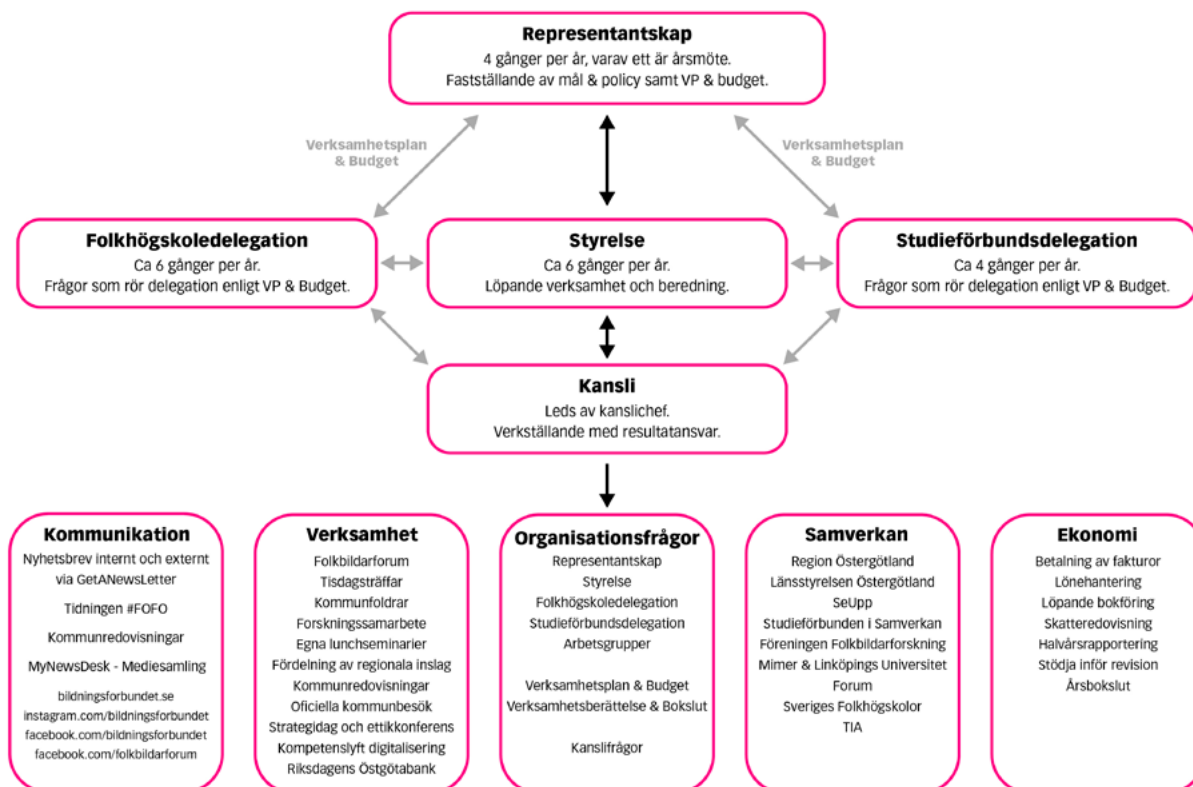 Representantskap
4 gånger per år, varav ett är årsmöte.
Fastställande av mål & policy samt VP & budget.
Verksamhetsplan
& Budget
Verksamhetsplan
& Budget
Folkhögskoledelegation
Ca 6 gånger per år.
Frågor som rör delegation enligt VP & Budget.
Styrelse
Ca 6 gånger per år.
Löpande verksamhet och beredning.
Studieförbundsdelegation
Ca 4 gånger per år.
Frågor som rör delegation enligt VP & Budget.
Kansli
Leds av kanslichef.
Verkställande med resultatansvar.
Kommunikation
Nyhetsbrev internt och externt
via GetANewsLetter
Tidningen #FOFO
Kommunredovisningar
MyNewsDesk - Mediesamling
bildningsforbundet.se
instagram.com/bildningsforbundet
facebook.com/bildningsforbundet
facebook.com/folkbildarforum
Verksamhet
Folkbildarforum
Tisdagsträffar
Kommunfoldrar
Forskningssamarbete
Egna lunchseminarier
Fördelning av regionala inslag
Kommunredovisningar
Oficiella kommunbesök
Strategidag och ettikkonferens
Kompetenslyft digitalisering
Riksdagens Östgötabank
Organisationsfrågor
Representantskap
Styrelse
Folkhögskoledelegation
Studieförbundsdelegation
Arbetsgrupper
Verksamhetsplan & Budget
Verksamhetsberättelse & Bokslut
Kanslifrågor
Samverkan
Region Östergötland
Länsstyrelsen Östergötland
SeUpp
Studieförbunden i Samverkan
Föreningen Folkbildarforskning
Mimer & Linköpings Universitet
Forum
Sveriges Folkhögskolor
TIA
Ekonomi
Betalning av fakturor
Lönehantering
Löpande bokföring
Skatteredovisning
Halvårsrapportering
Stödja inför revision
Årsbokslut